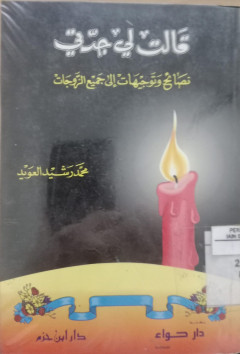 قالت لي جدتي
نصائح وتوجيهات إلى جميع الزوجات
محمد رشيد العويد
دار حواء
دار ابن حزم